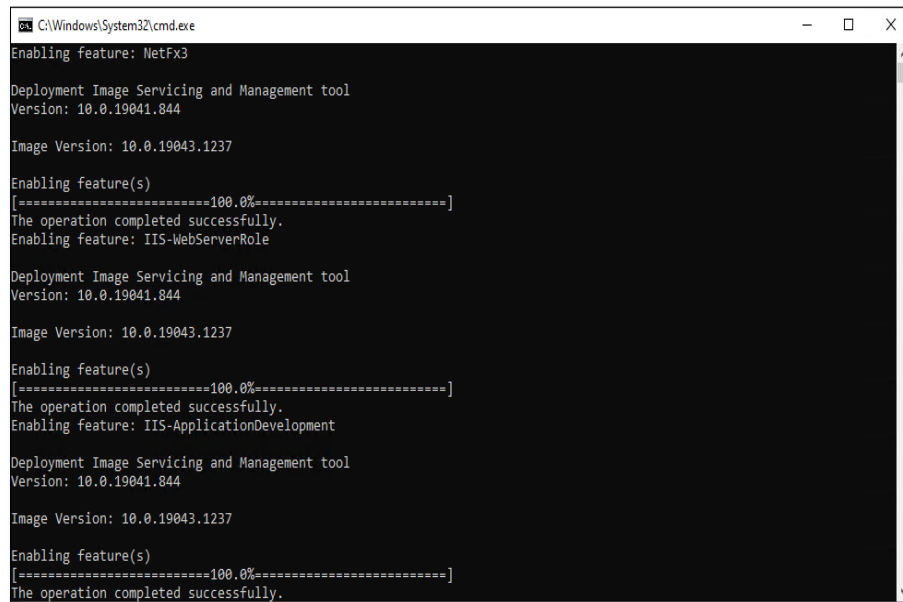 C:\Windows\System32\cmd.exe
Enabling feature: NetFx3
Deployment Image Servicing and Management tool
Version: 10.0.19041.844
Image Version: 10.0.19043.1237
Enabling feature(s)
[==========================100.0%==========================]
The operation completed successfully.
Enabling feature: IIS-WebServerRole
Deployment Image Servicing and Management tool
Version: 10.0.19041.844
Image Version: 10.0.19043.1237
Enabling feature(s)
[==========================100.0%==========================]
The operation completed successfully.
Enabling feature: IIS-ApplicationDevelopment
Deployment Image Servicing and Management tool
Version: 10.0.19041.844
Image Version: 10.0.19043.1237
Enabling feature(s)
[==========================100.0%==========================]
The operation completed successfully.